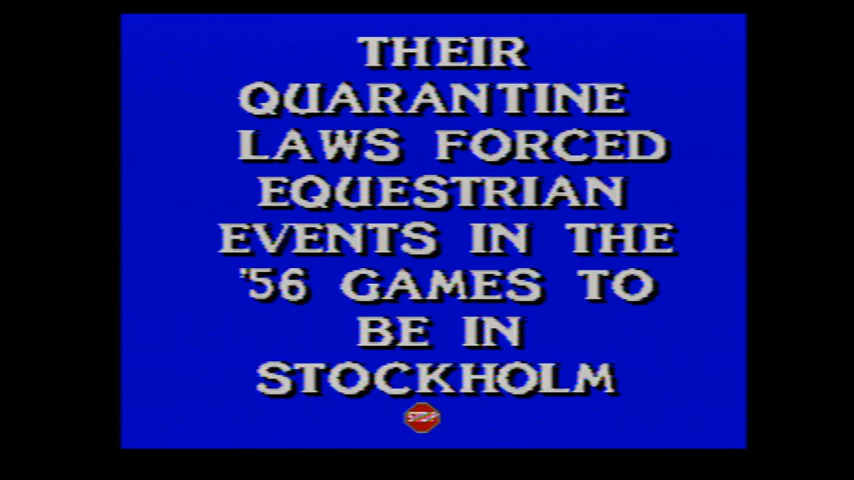 THEIR
QUARANTINE
LAWS FORCED
EQUESTRIAN
EVENTS IN THE
'56 GAMES TO
BE IN
STOCKHOLM
STOP